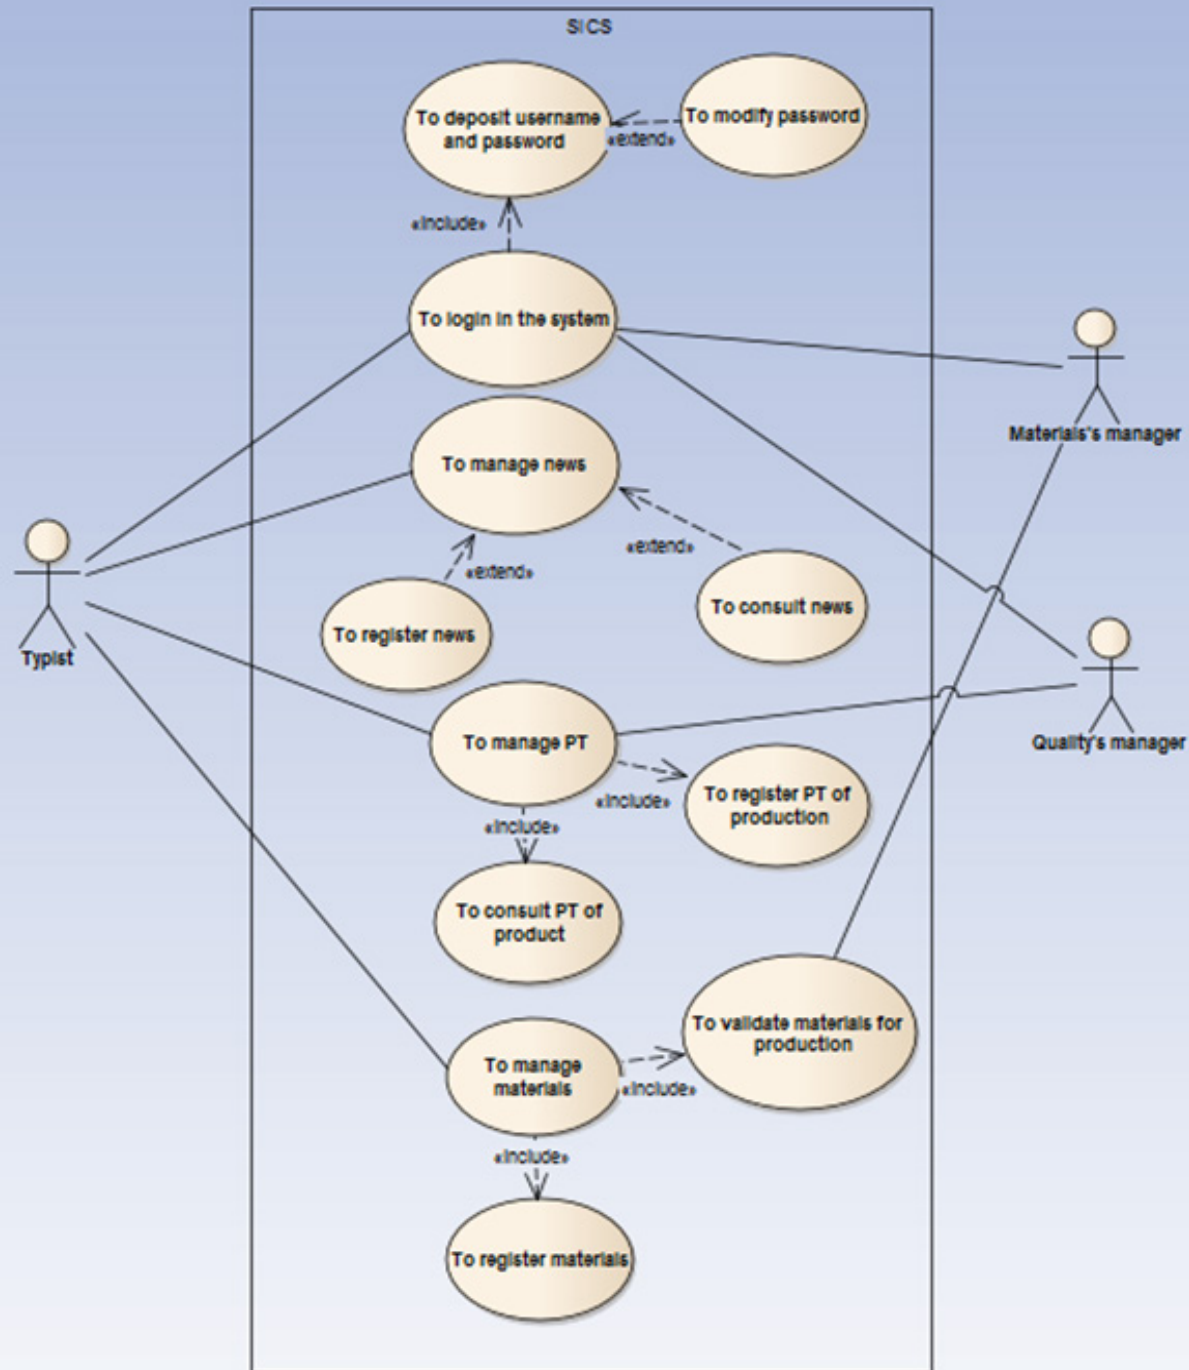 SICS
To deposit username
and password
To modify password
«extend»
«include»
To login in the system
Materials's manager
To manage news
«extend»
«extend»
To consult news
To register news
Typist
To manage PT
Quality's manager
To register PT of
production
«include»
«include»
To consult PT of
product
To validate materials for
production
To manage
materials
«include»
«include»
To register materials